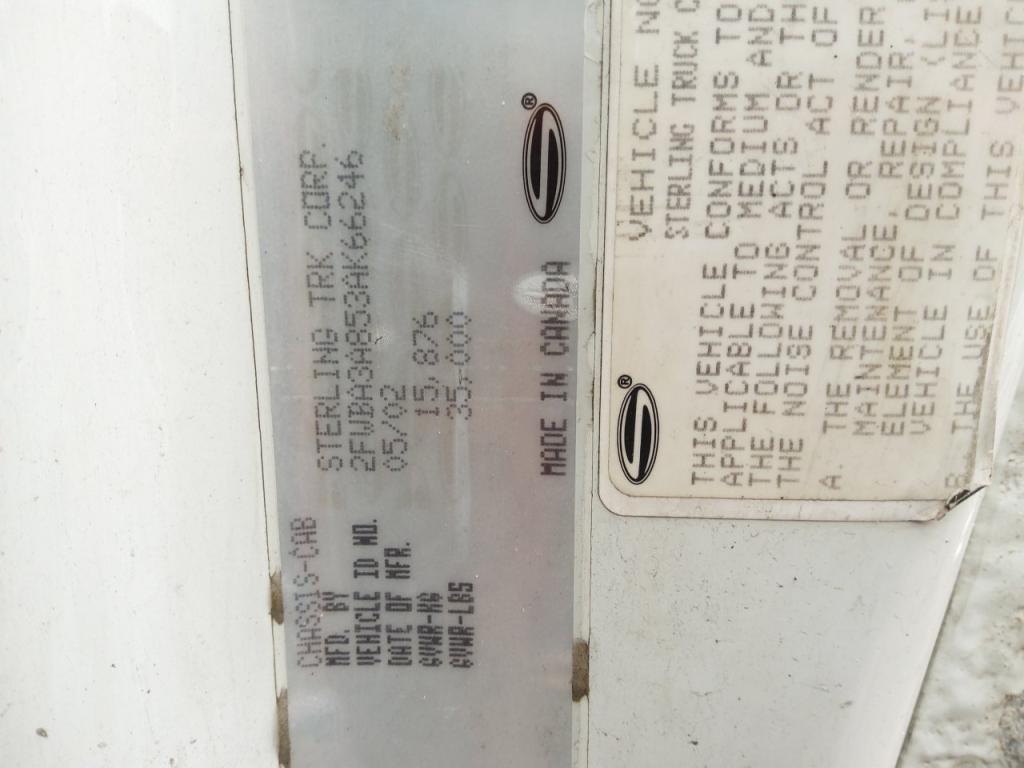 CHASSIS-CAB
MFD. BY STERLING TRK CORP.
VEHICLE ID NO. 2FWBA3A853AK66246
DATE OF MFR. 05/02
GVWR-KG 15,876
GVWR-LBS 35,000
MADE IN CANADA
®
VEHICLE NO
STERLING TRUCK C
®
THIS VEHICLE CONFORMS TO
APPLICABLE TO MEDIUM AND
THE FOLLOWING ACTS OR TH
THE NOISE CONTROL ACT OF
A. THE REMOVAL OR RENDER
MAINTENANCE, REPAIR,
ELEMENT OF DESIGN (LIS
VEHICLE IN COMPLIANCE
B. THE USE OF THIS VEHICL